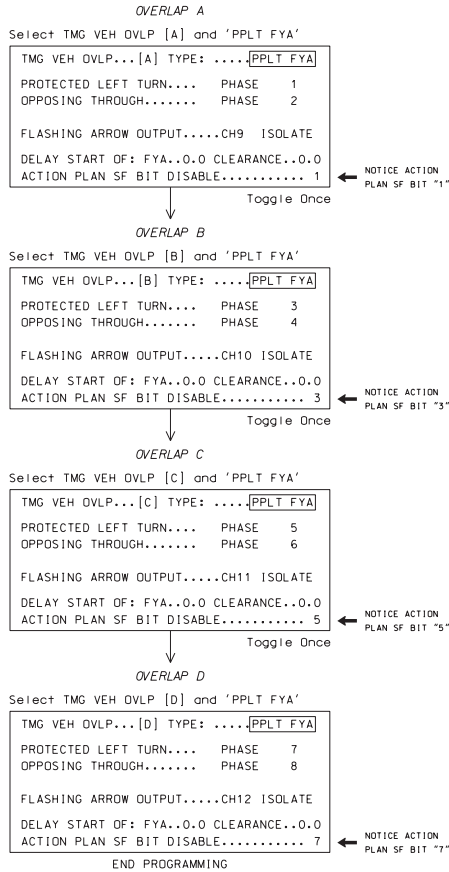 OVERLAP A
Select TMG VEH OVLP [A] and 'PPLT FYA'
TMG VEH OVLP...[A] TYPE: .....PPLT FYA
PROTECTED LEFT TURN.... PHASE 1
OPPOSING THROUGH....... PHASE 2
FLASHING ARROW OUTPUT.....CH9 ISOLATE
DELAY START OF: FYA..0.0 CLEARANCE..0.0
ACTION PLAN SF BIT DISABLE........... 1
NOTICE ACTION
PLAN SF BIT "1"
Toggle Once
OVERLAP B
Select TMG VEH OVLP [B] and 'PPLT FYA'
TMG VEH OVLP...[B] TYPE: .....PPLT FYA
PROTECTED LEFT TURN.... PHASE 3
OPPOSING THROUGH....... PHASE 4
FLASHING ARROW OUTPUT.....CH10 ISOLATE
DELAY START OF: FYA..0.0 CLEARANCE..0.0
ACTION PLAN SF BIT DISABLE........... 3
NOTICE ACTION
PLAN SF BIT "3"
Toggle Once
OVERLAP C
Select TMG VEH OVLP [C] and 'PPLT FYA'
TMG VEH OVLP...[C] TYPE: .....PPLT FYA
PROTECTED LEFT TURN.... PHASE 5
OPPOSING THROUGH....... PHASE 6
FLASHING ARROW OUTPUT.....CH11 ISOLATE
DELAY START OF: FYA..0.0 CLEARANCE..0.0
ACTION PLAN SF BIT DISABLE........... 5
NOTICE ACTION
PLAN SF BIT "5"
Toggle Once
OVERLAP D
Select TMG VEH OVLP [D] and 'PPLT FYA'
TMG VEH OVLP...[D] TYPE: .....PPLT FYA
PROTECTED LEFT TURN.... PHASE 7
OPPOSING THROUGH....... PHASE 8
FLASHING ARROW OUTPUT.....CH12 ISOLATE
DELAY START OF: FYA..0.0 CLEARANCE..0.0
ACTION PLAN SF BIT DISABLE........... 7
NOTICE ACTION
PLAN SF BIT "7"
END PROGRAMMING